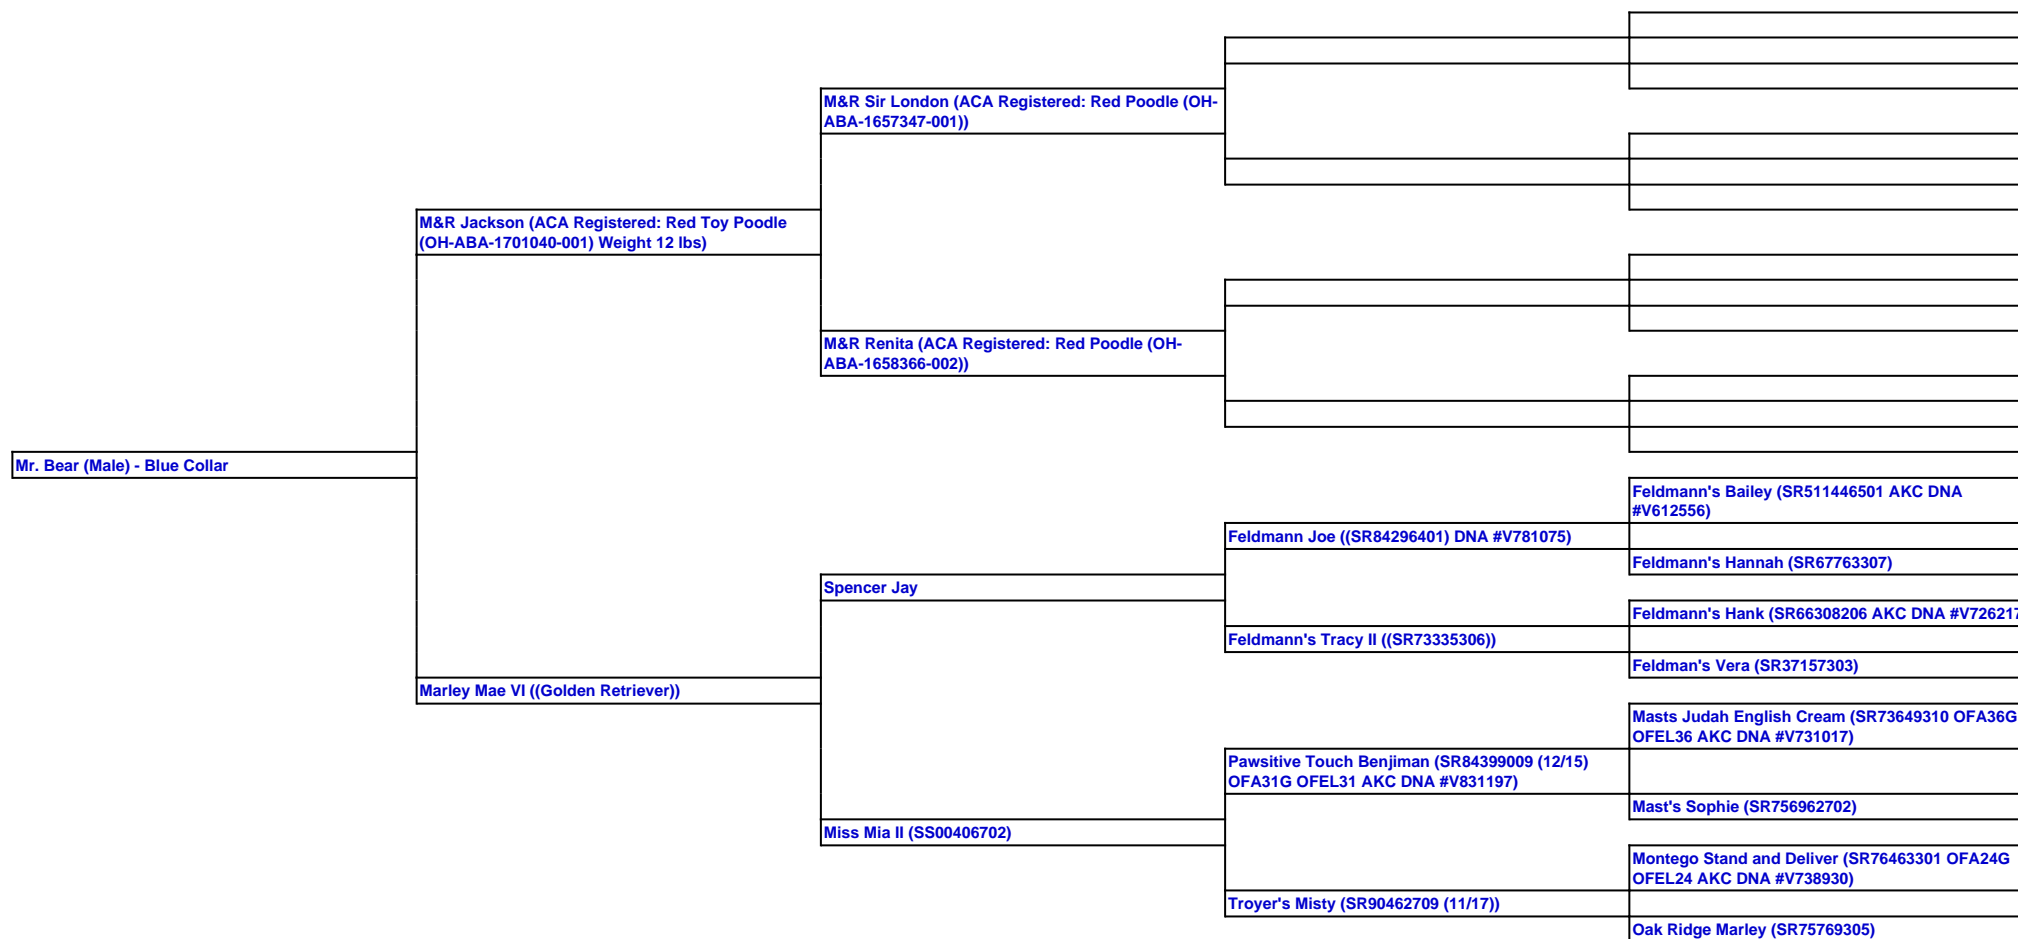 M&R Sir London (ACA Registered: Red Poodle (OH-
ABA-1657347-001))
M&R Jackson (ACA Registered: Red Toy Poodle
(OH-ABA-1701040-001) Weight 12 lbs)
M&R Renita (ACA Registered: Red Poodle (OH-
ABA-1658366-002))
Mr. Bear (Male) - Blue Collar
Feldmann's Bailey (SR511446501 AKC DNA
#V612556)
Feldmann Joe ((SR84296401) DNA #V781075)
Feldmann's Hannah (SR67763307)
Spencer Jay
Feldmann's Hank (SR66308206 AKC DNA #V726217
Feldmann's Tracy II ((SR73335306))
Feldman's Vera (SR37157303)
Marley Mae VI ((Golden Retriever))
Masts Judah English Cream (SR73649310 OFA36G
OFEL36 AKC DNA #V731017)
Pawsitive Touch Benjiman (SR84399009 (12/15)
OFA31G OFEL31 AKC DNA #V831197)
Mast's Sophie (SR756962702)
Miss Mia II (SS00406702)
Montego Stand and Deliver (SR76463301 OFA24G
OFEL24 AKC DNA #V738930)
Troyer's Misty (SR90462709 (11/17))
Oak Ridge Marley (SR75769305)